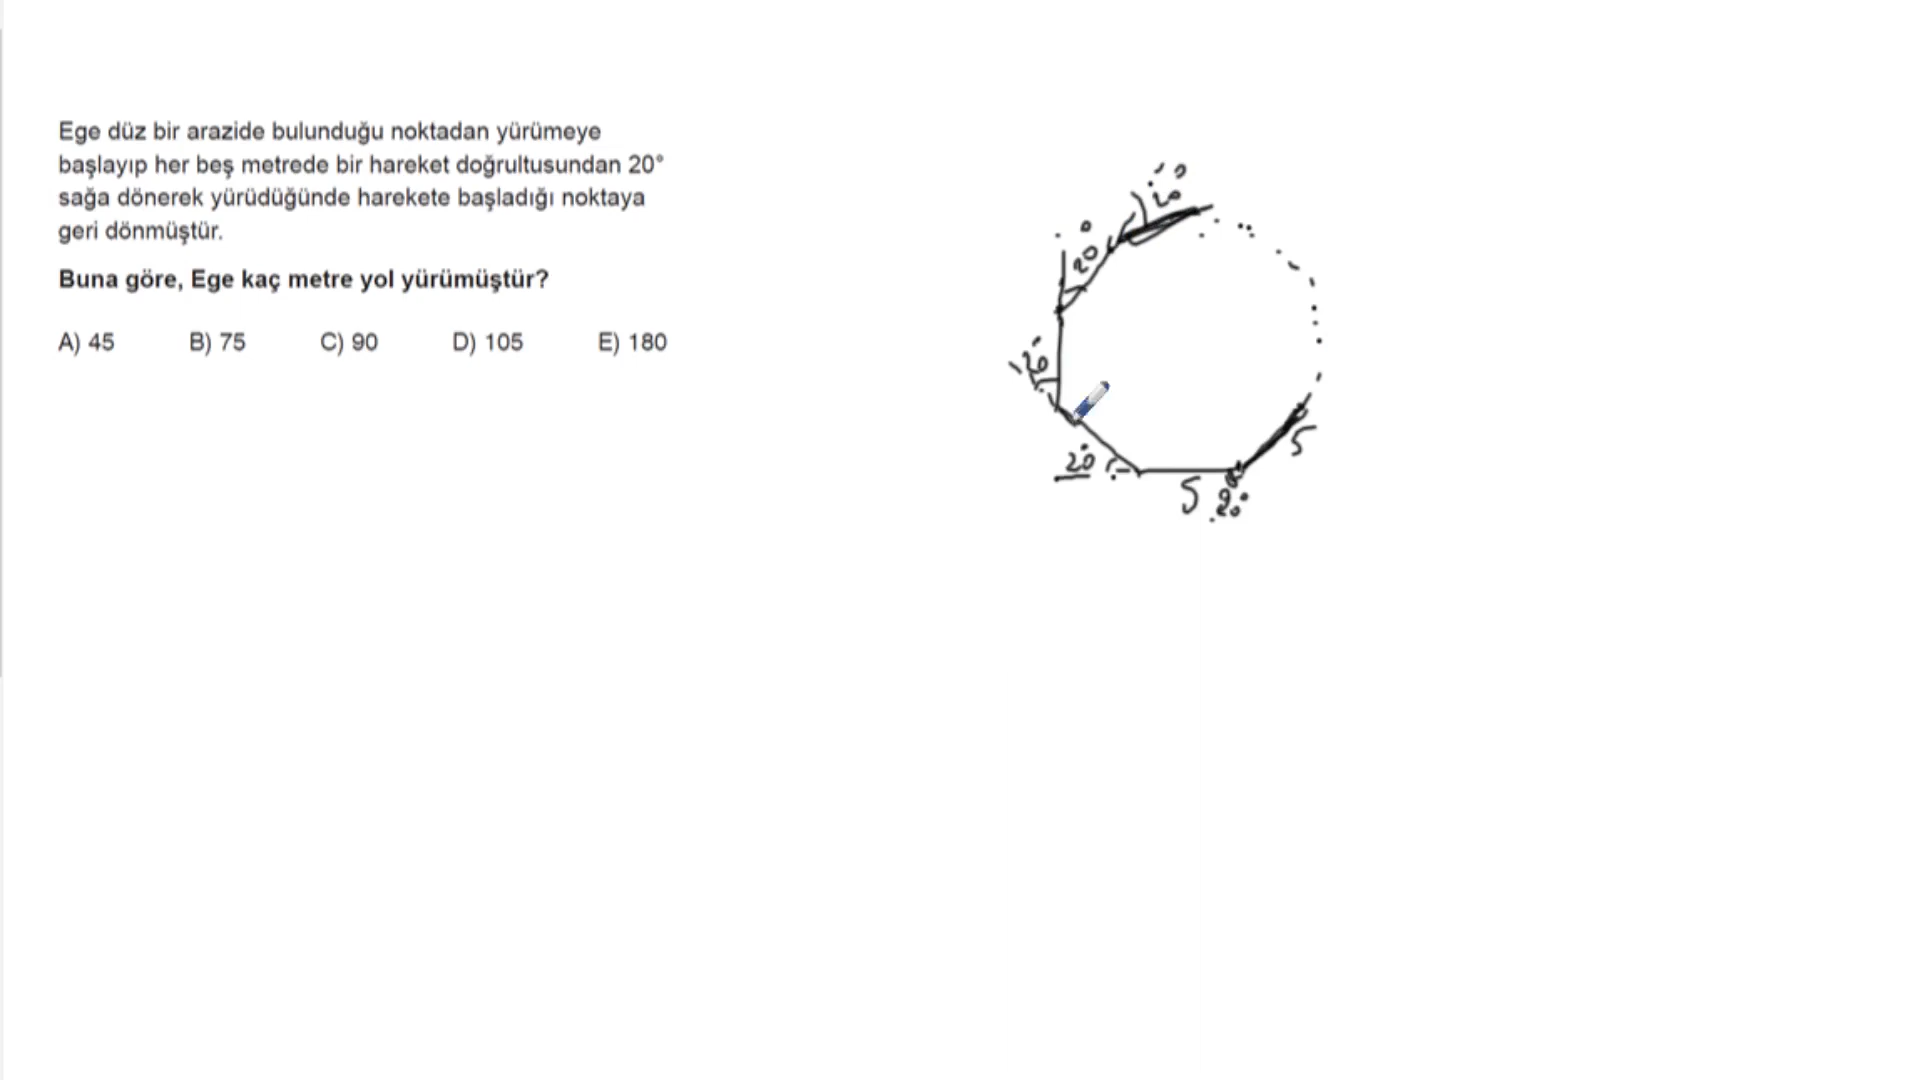 Ege düz bir arazide bulunduğu noktadan yürümeye
başlayıp her beş metrede bir hareket doğrultusundan 20°
sağa dönerek yürüdüğünde harekete başladığı noktaya
geri dönmüştür.
Buna göre, Ege kaç metre yol yürümüştür?
A) 45 B) 75 C) 90 D) 105 E) 180
20°
20°
20°
5
20°
5 20°